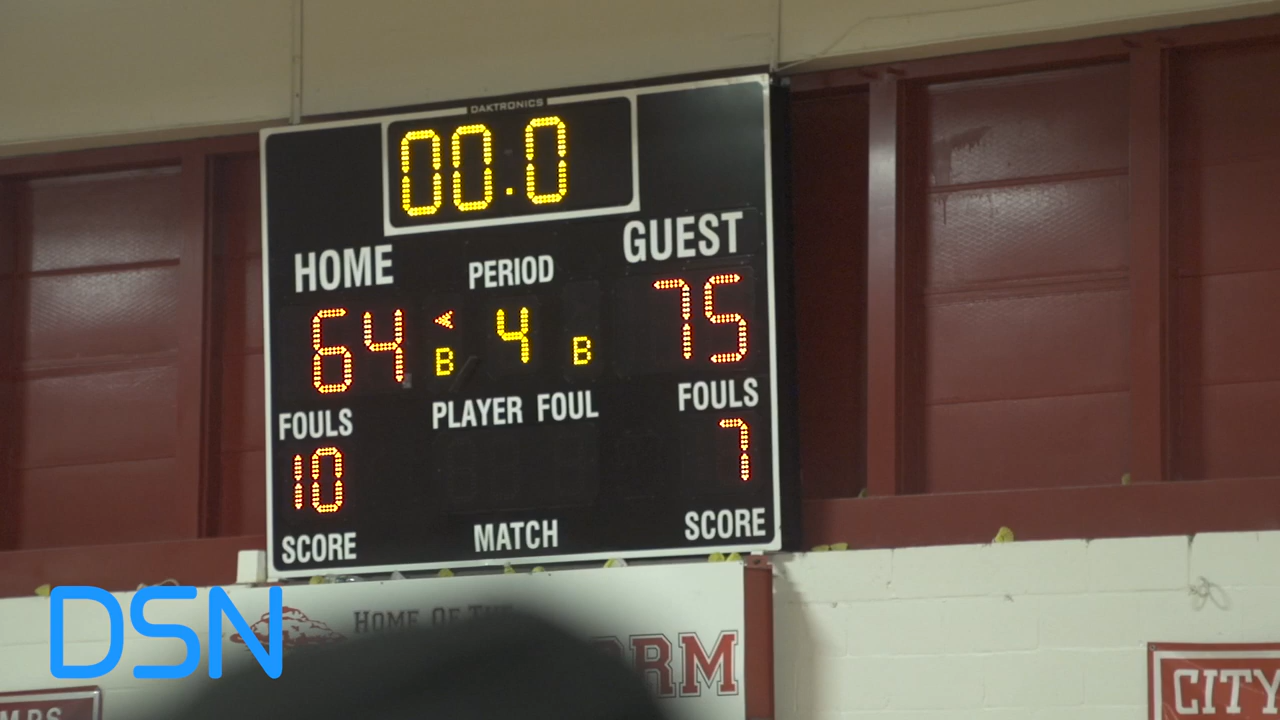 DAKTRONICS
00.0
HOME PERIOD GUEST
64 B 4 B 75
FOULS PLAYER FOUL FOULS
10 7
SCORE MATCH SCORE
HOME OF THE
DSN
CITY